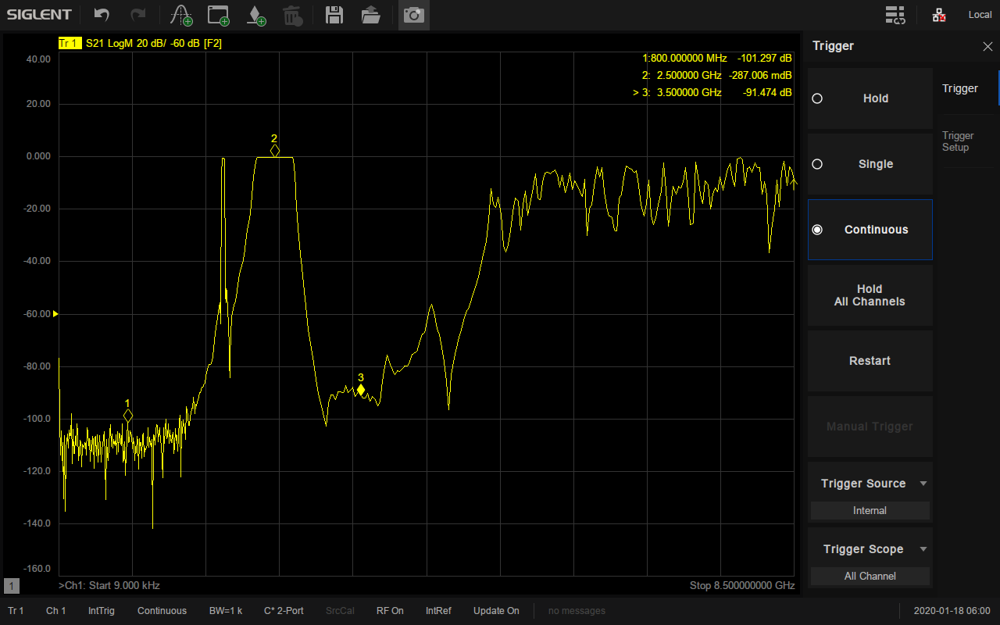 SIGLENT
Local
Tr 1 S21 LogM 20 dB/ -60 dB [F2]
1:800.000000 MHz -101.297 dB
2: 2.500000 GHz -287.006 mdB
> 3: 3.500000 GHz -91.474 dB
40.00
20.00
0.000
-20.00
-40.00
-60.00
-80.00
-100.0
-120.0
-140.0
-160.0
2
3
1
1
>Ch1: Start 9.000 kHz
Stop 8.500000000 GHz
Trigger
Hold
Single
Continuous
Hold
All Channels
Restart
Manual Trigger
Trigger Source
Internal
Trigger Scope
All Channel
Trigger
Trigger
Setup
Tr 1 Ch 1 IntTrig Continuous BW=1 k C* 2-Port SrcCal RF On IntRef Update On no messages 2020-01-18 06:00